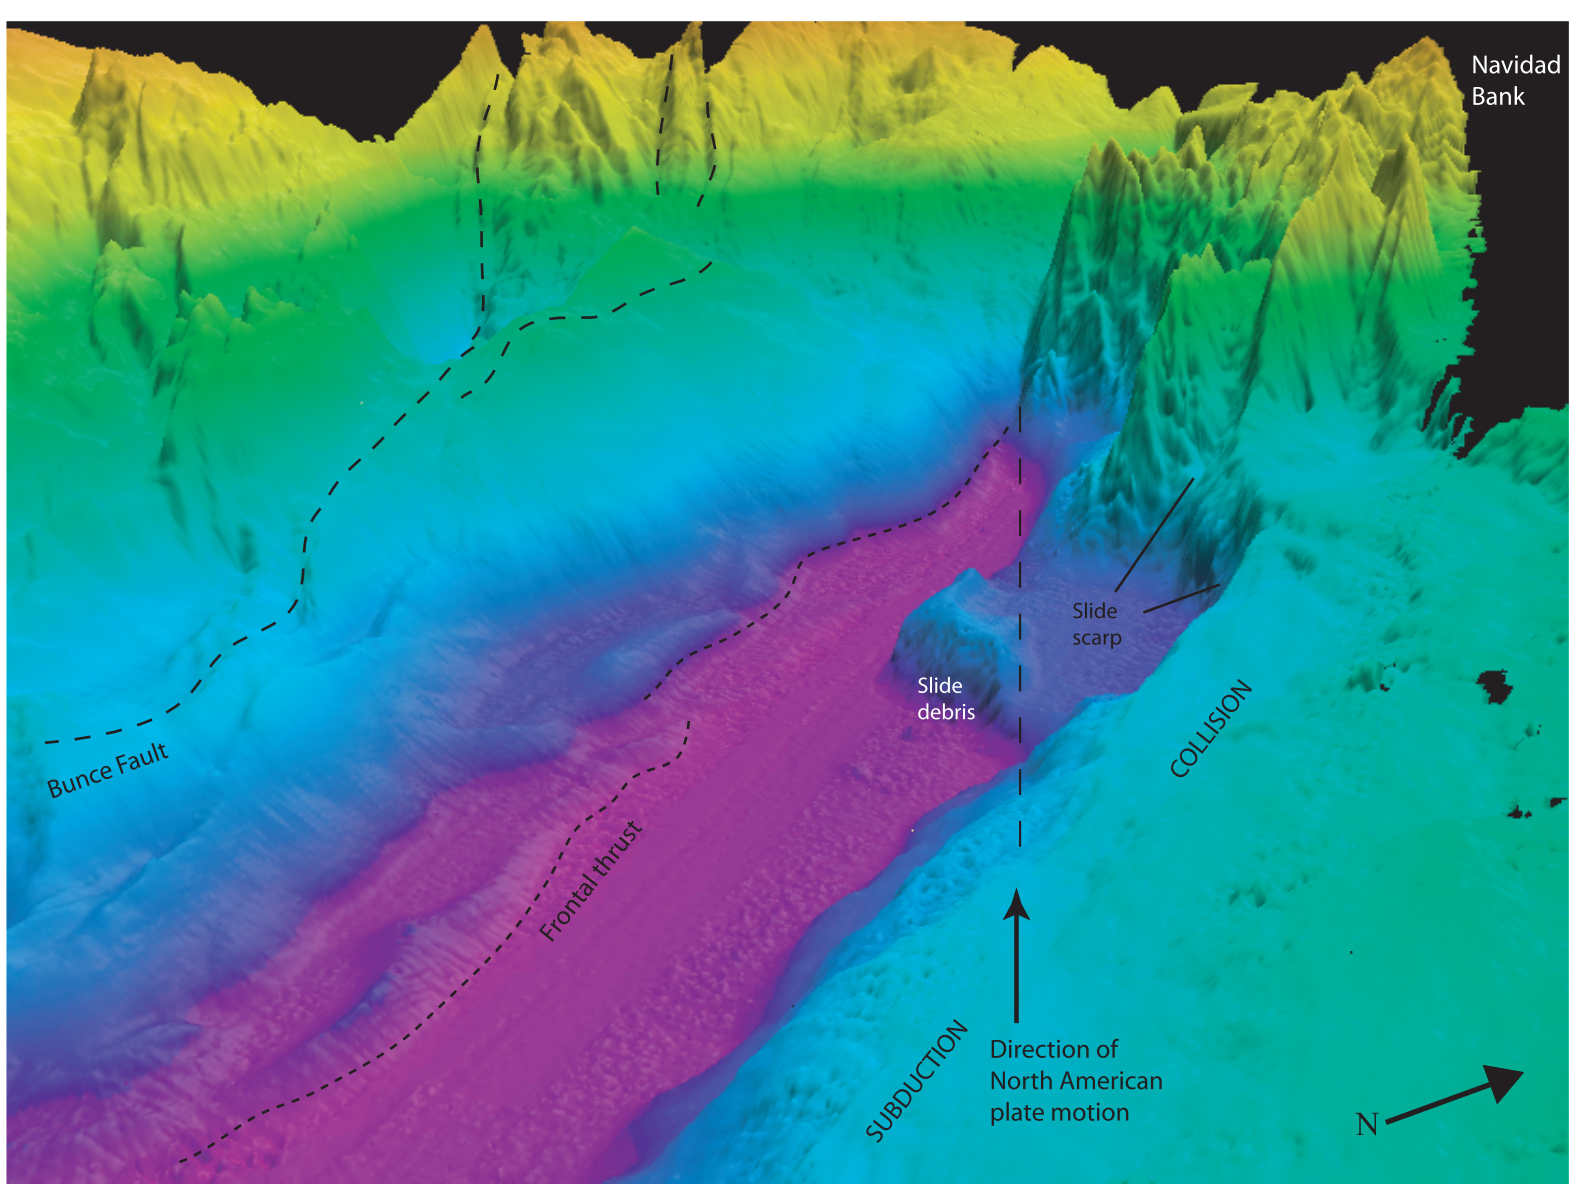 Navidad
Bank
Slide
scarp
Slide
debris
COLLISION
Bunce Fault
Frontal thrust
SUBDUCTION
Direction of
North American
plate motion
N